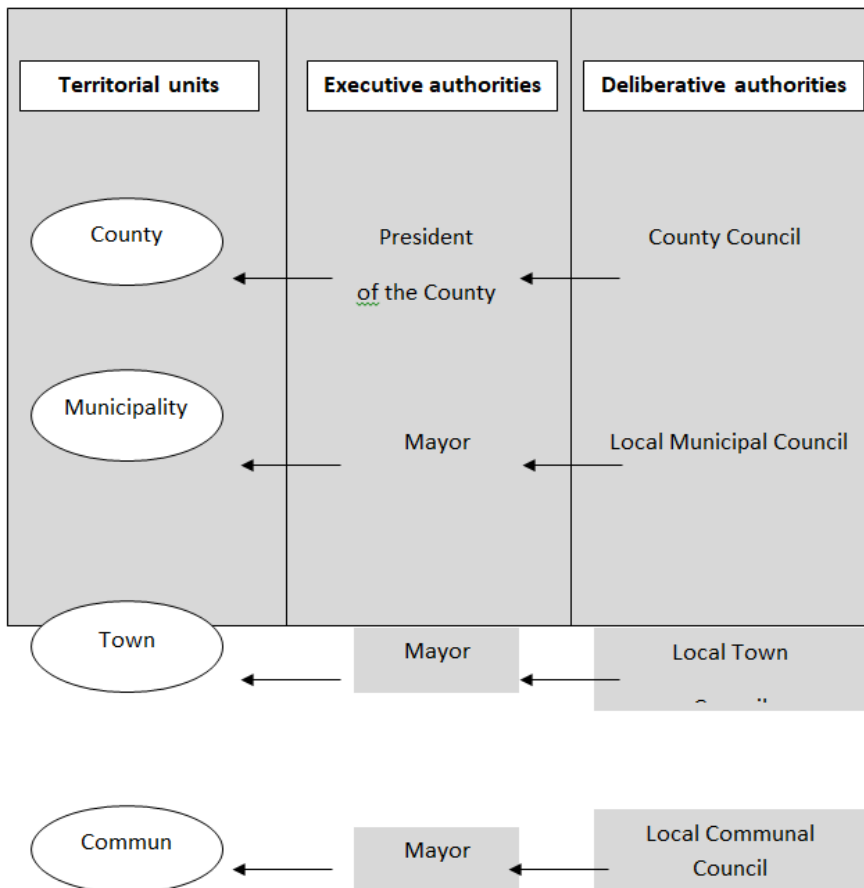 Territorial units
Executive authorities
Deliberative authorities
County
President
of the County
County Council
Municipality
Mayor
Local Municipal Council
Town
Mayor
Local Town
Commun
Mayor
Local Communal
Council